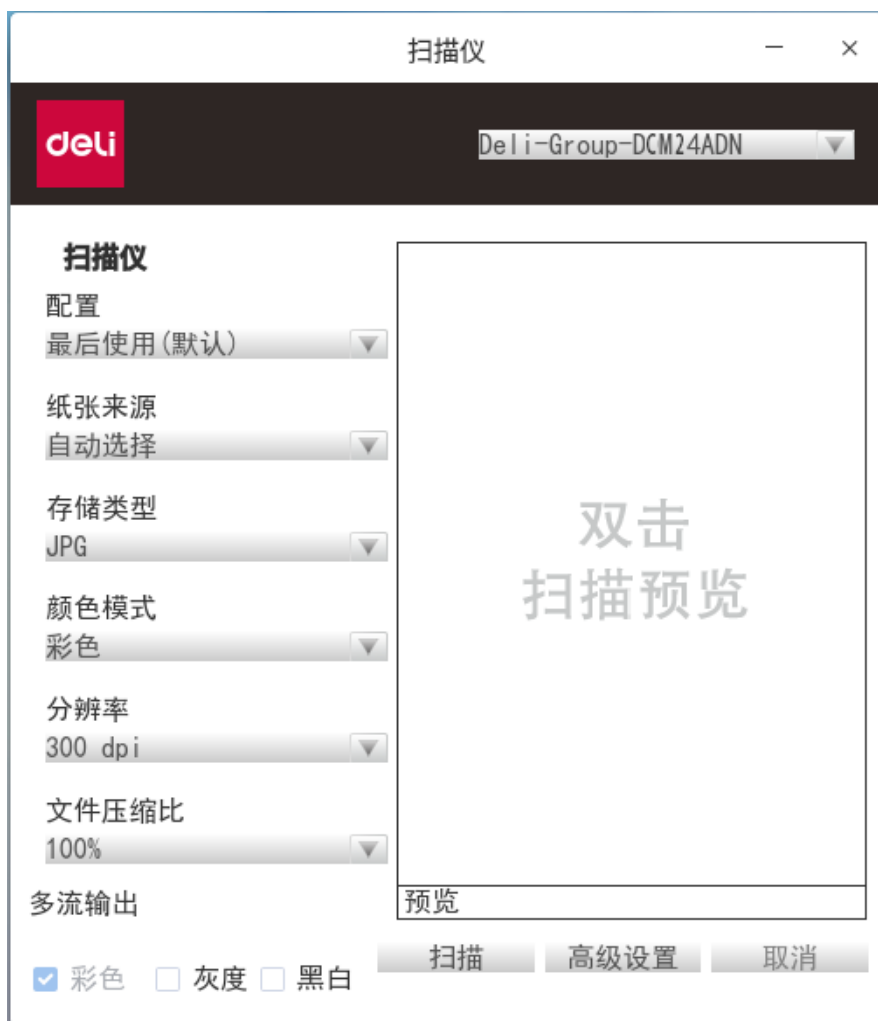 扫描仪
deli
Deli-Group-DCM24ADN
扫描仪
配置
最后使用(默认)
纸张来源
自动选择
存储类型
JPG
颜色模式
彩色
分辨率
300 dpi
文件压缩比
100%
双击
扫描预览
预览
多流输出
彩色 灰度 黑白
扫描 高级设置 取消